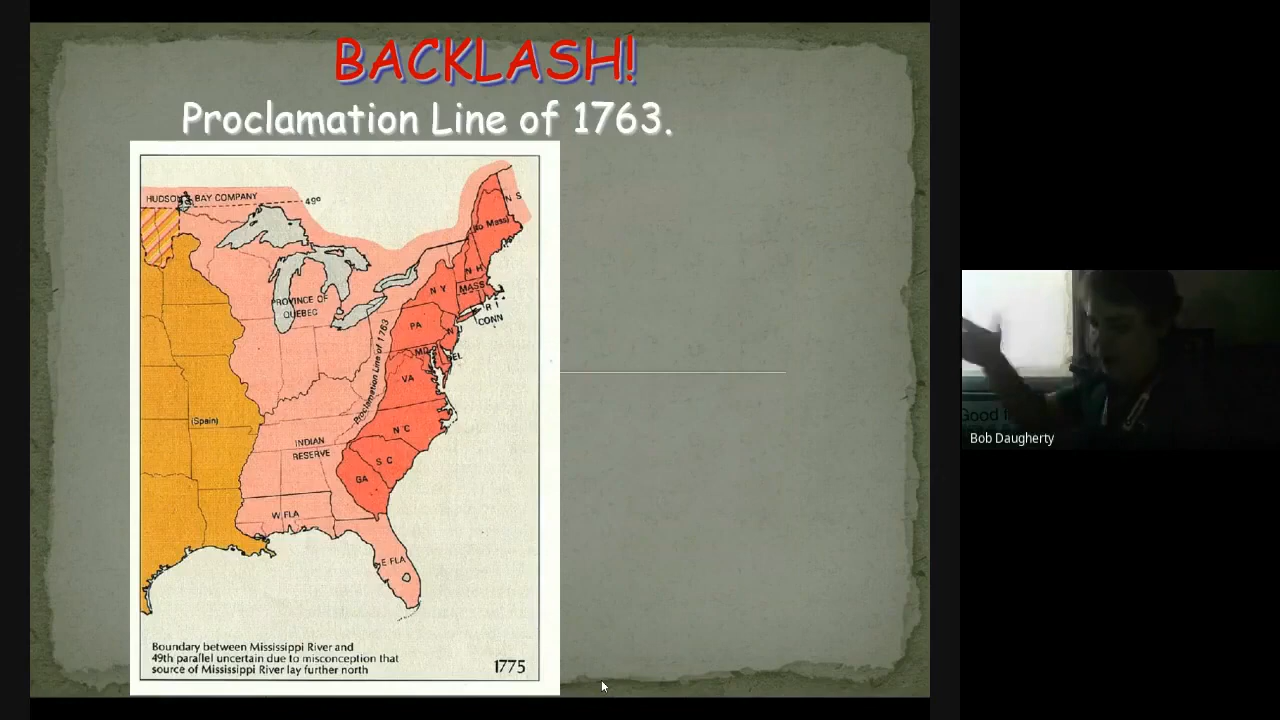 BACKLASH!
Proclamation Line of 1763.
HUDSON BAY COMPANY
49°
N S
(to Mass)
N H
N Y
MASS
R I
CONN
PROVINCE OF
QUEBEC
PA
N J
MD
DEL
Proclamation Line of 1763
VA
(Spain)
N C
INDIAN
RESERVE
S C
GA
W FLA
E FLA
Boundary between Mississippi River and
49th parallel uncertain due to misconception that
source of Mississippi River lay further north
1775
Good
Bob Daugherty